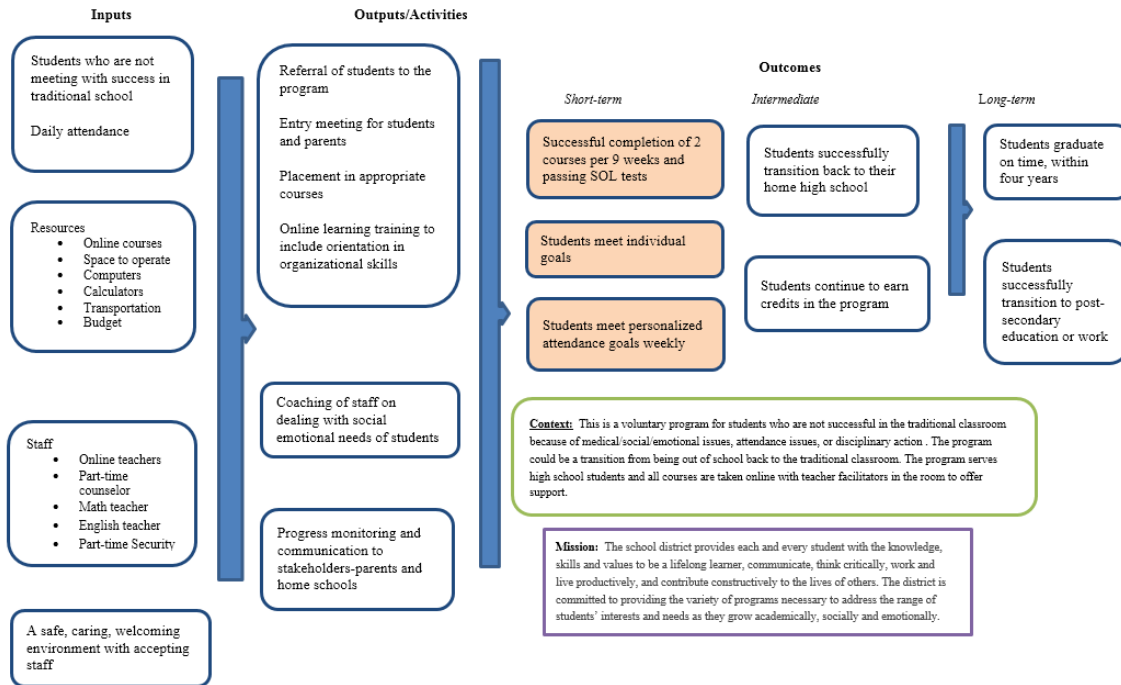 Inputs
Students who are not
meeting with success in
traditional school
Daily attendance
Resources
• Online courses
• Space to operate
• Computers
• Calculators
• Transportation
• Budget
Staff
• Online teachers
• Part-time
counselor
• Math teacher
• English teacher
• Part-time Security
A safe, caring, welcoming
environment with accepting
staff
Outputs/Activities
Referral of students to the
program
Entry meeting for students
and parents
Placement in appropriate
courses
Online learning training to
include orientation in
organizational skills
Coaching of staff on
dealing with social
emotional needs of students
Progress monitoring and
communication to
stakeholders-parents and
home schools
Outcomes
Short-term
Successful completion of 2
courses per 9 weeks and
passing SOL tests
Students meet individual
goals
Students meet personalized
attendance goals weekly
Intermediate
Students successfully
transition back to their
home high school
Students continue to earn
credits in the program
Long-term
Students graduate
on time, within
four years
Students
successfully
transition to post-
secondary
education or work
Context: This is a voluntary program for students who are not successful in the traditional classroom
because of medical/social/emotional issues, attendance issues, or disciplinary action . The program
could be a transition from being out of school back to the traditional classroom. The program serves
high school students and all courses are taken online with teacher facilitators in the room to offer
support.
Mission: The school district provides each and every student with the knowledge,
skills and values to be a lifelong learner, communicate, think critically, work and
live productively, and contribute constructively to the lives of others. The district is
committed to providing the variety of programs necessary to address the range of
students' interests and needs as they grow academically, socially and emotionally.